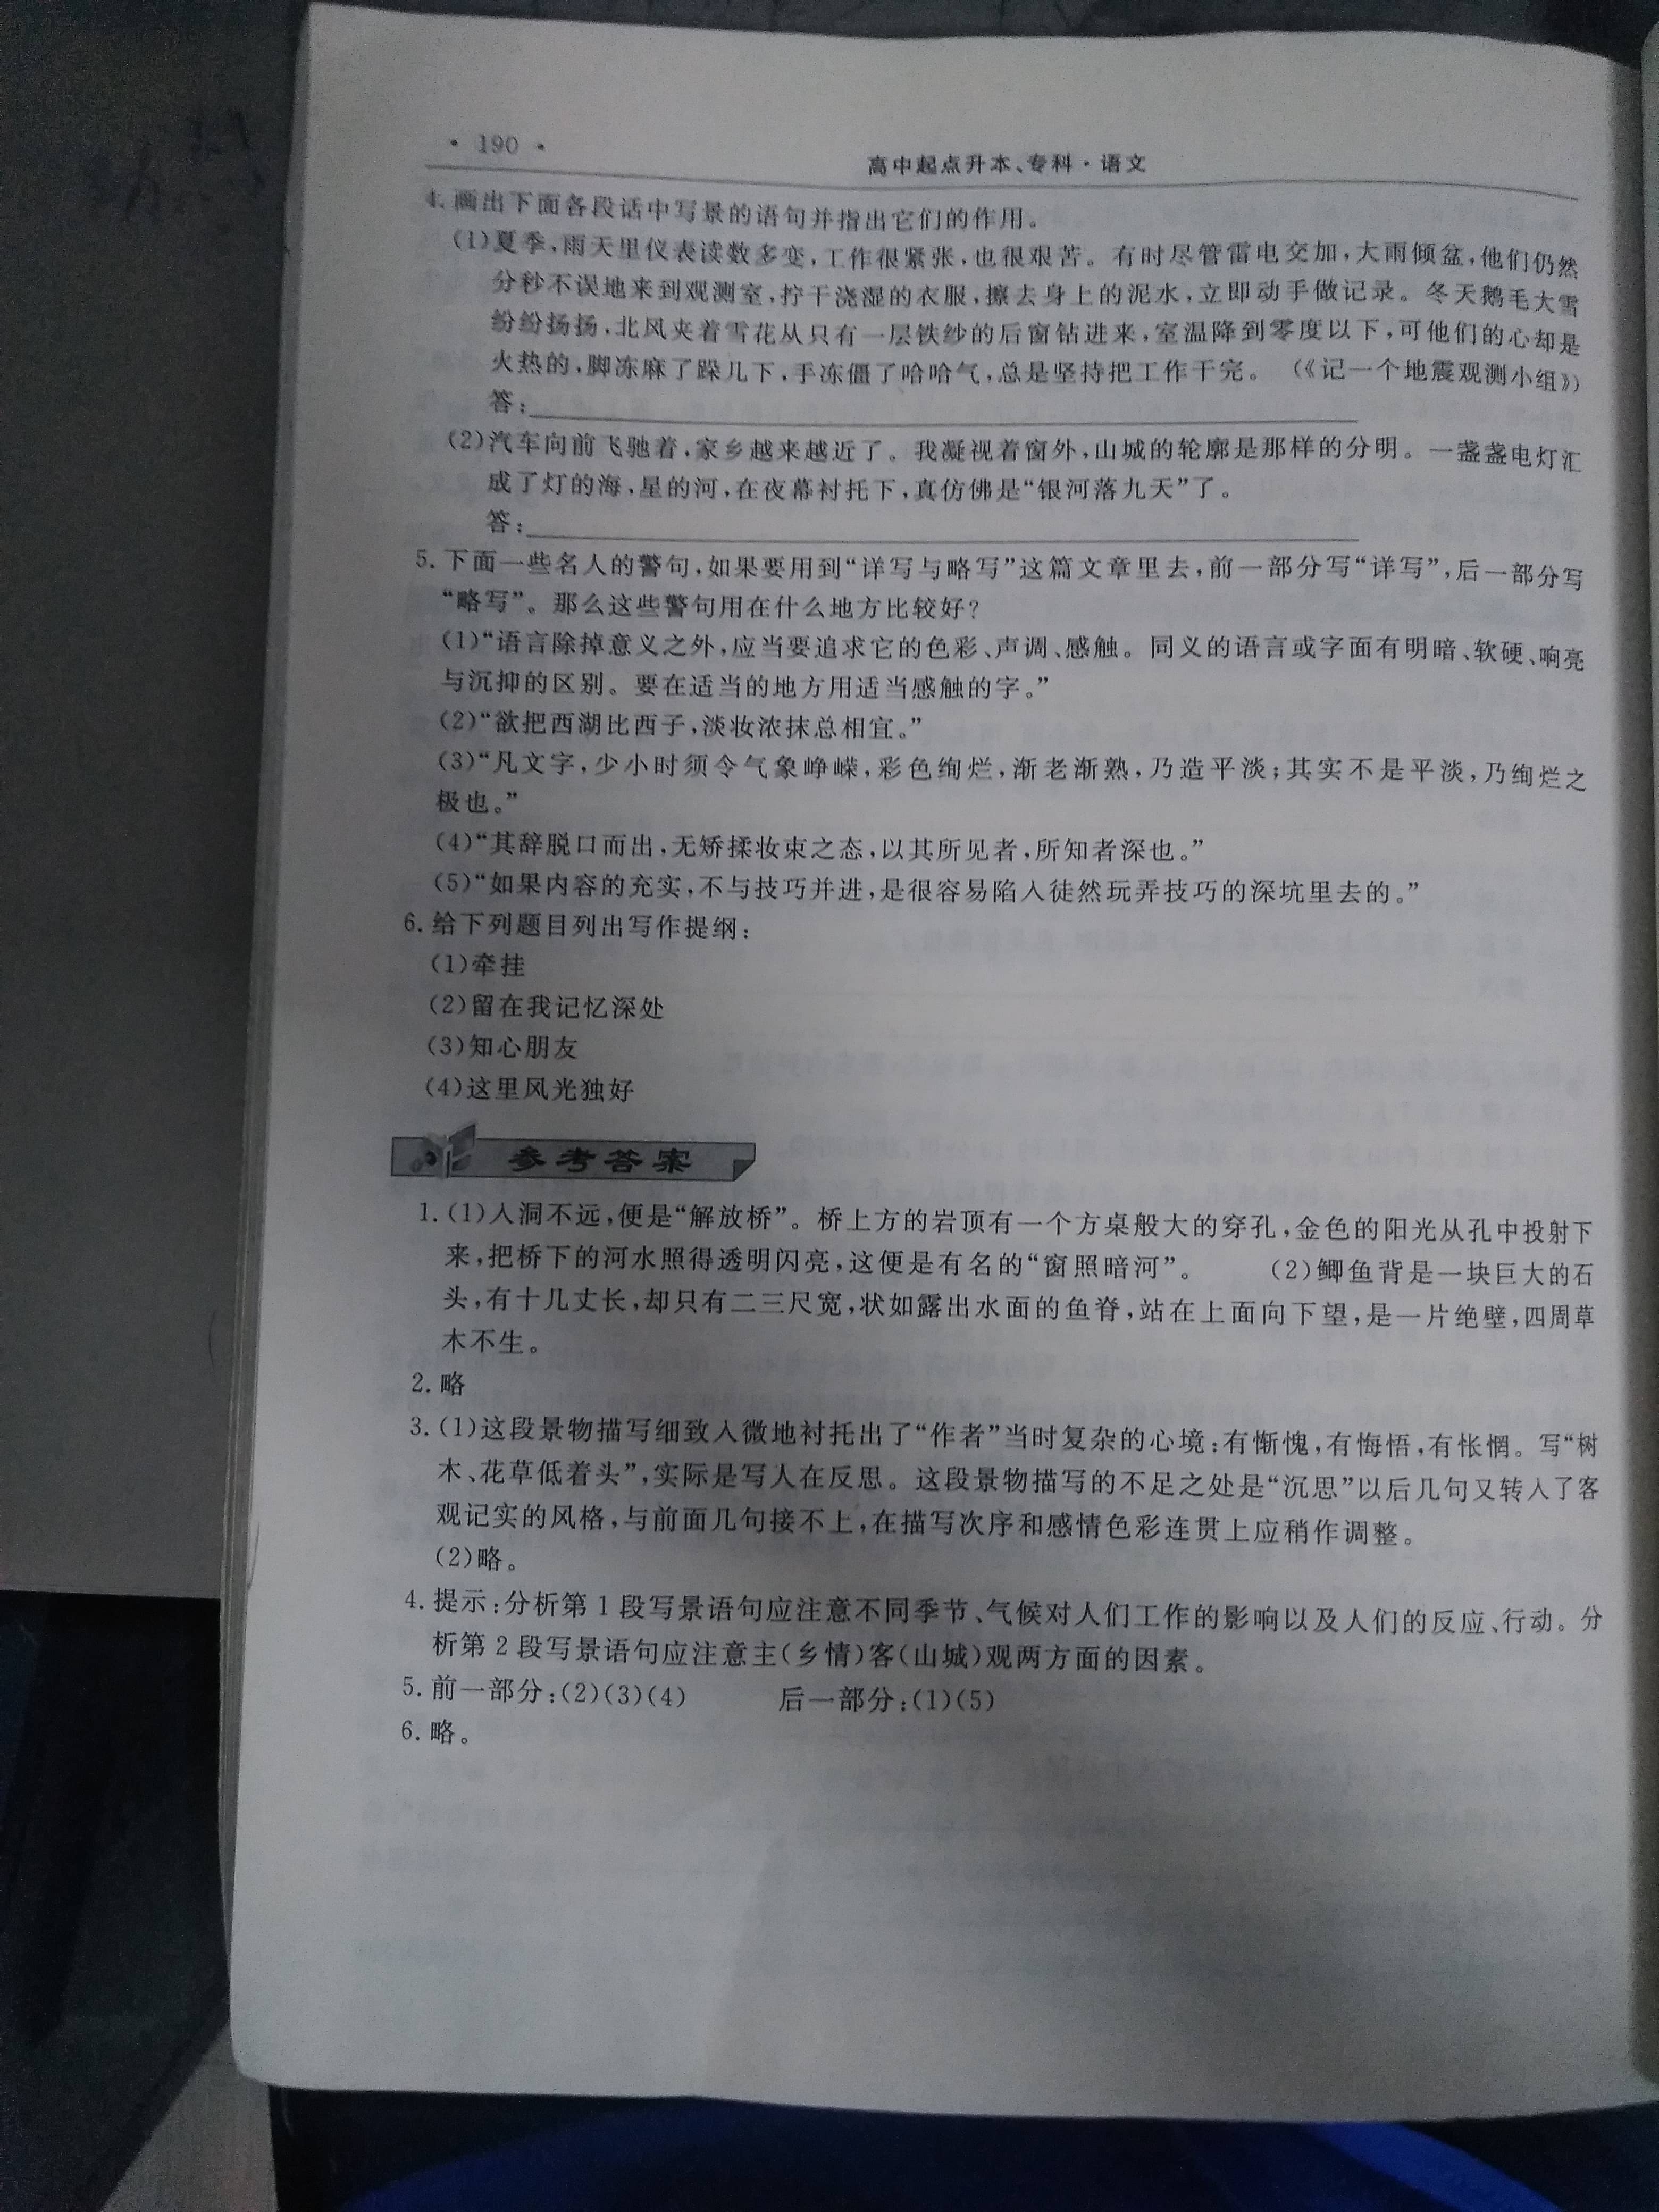 · 190 ·
高中起点升本、专科·语文
4. 画出下面各段话中写景的语句并指出它们的作用。
(1)夏季,雨天里仪表读数多变,工作很紧张,也很艰苦。有时尽管雷电交加,大雨倾盆,他们仍然
分秒不误地来到观测室,拧干浇湿的衣服,擦去身上的泥水,立即动手做记录。冬天鹅毛大雪
纷纷扬扬,北风夹着雪花从只有一层铁纱的后窗钻进来,室温降到零度以下,可他们的心却是
火热的,脚冻麻了跺几下,手冻僵了哈哈气,总是坚持把工作干完。(《记一个地震观测小组》)
答:
(2)汽车向前飞驰着,家乡越来越近了。我凝视着窗外,山城的轮廓是那样的分明。一盏盏电灯汇
成了灯的海,星的河,在夜幕衬托下,真仿佛是“银河落九天”了。
答:
5. 下面一些名人的警句,如果要用到“详写与略写”这篇文章里去,前一部分写“详写”,后一部分写
“略写”。那么这些警句用在什么地方比较好?
(1)“语言除掉意义之外,应当要追求它的色彩、声调、感触。同义的语言或字面有明暗、软硬、响亮
与沉抑的区别。要在适当的地方用适当感触的字。”
(2)“欲把西湖比西子,淡妆浓抹总相宜。”
(3)“凡文字,少小时须令气象峥嵘,彩色绚烂,渐老渐熟,乃造平淡;其实不是平淡,乃绚烂之
极也。”
(4)“其辞脱口而出,无矫揉妆束之态,以其所见者,所知者深也。”
(5)“如果内容的充实,不与技巧并进,是很容易陷入徒然玩弄技巧的深坑里去的。”
6. 给下列题目列出写作提纲:
(1)牵挂
(2)留在我记忆深处
(3)知心朋友
(4)这里风光独好
参考答案
1. (1)入洞不远,便是“解放桥”。桥上方的岩顶有一个方桌般大的穿孔,金色的阳光从孔中投射下
来,把桥下的河水照得透明闪亮,这便是有名的“窗照暗河”。 (2)鲫鱼背是一块巨大的石
头,有十几丈长,却只有二三尺宽,状如露出水面的鱼脊,站在上面向下望,是一片绝壁,四周草
木不生。
2. 略
3. (1)这段景物描写细致入微地衬托出了“作者”当时复杂的心境:有惭愧,有悔悟,有怅惘。写“树
木、花草低着头”,实际是写人在反思。这段景物描写的不足之处是“沉思”以后几句又转入了客
观记实的风格,与前面几句接不上,在描写次序和感情色彩连贯上应稍作调整。
(2)略。
4. 提示:分析第1段写景语句应注意不同季节、气候对人们工作的影响以及人们的反应、行动。分
析第2段写景语句应注意主(乡情)客(山城)观两方面的因素。
5. 前一部分:(2)(3)(4) 后一部分:(1)(5)
6. 略。